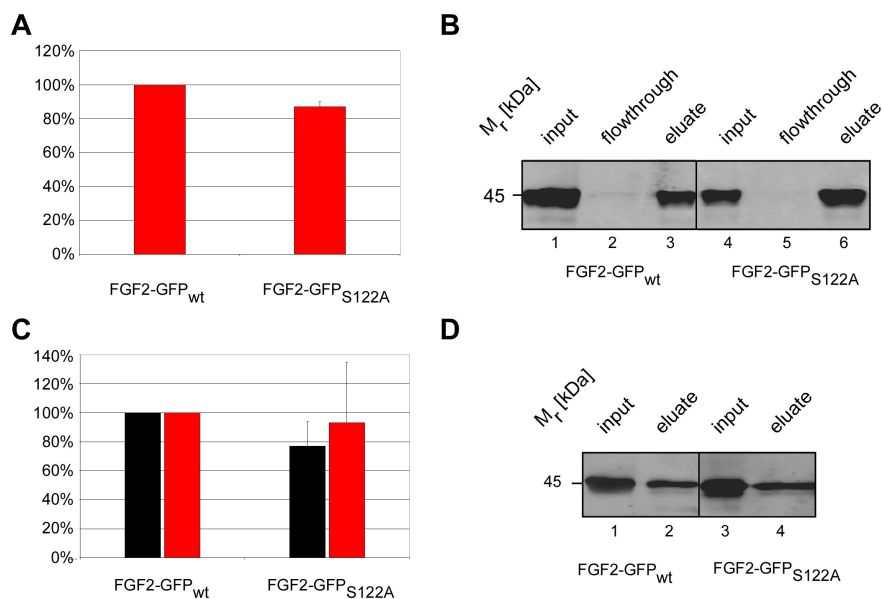 A
120%
100%
80%
60%
40%
20%
0%
FGF2-GFPwt
FGF2-GFPS122A
B
Mr [kDa]
input
flowthrough
eluate
input
flowthrough
eluate
45
1 2 3 4 5 6
FGF2-GFPwt
FGF2-GFPS122A
C
140%
120%
100%
80%
60%
40%
20%
0%
FGF2-GFPwt
FGF2-GFPS122A
D
Mr [kDa]
input
eluate
input
eluate
45
1 2 3 4
FGF2-GFPwt
FGF2-GFPS122A